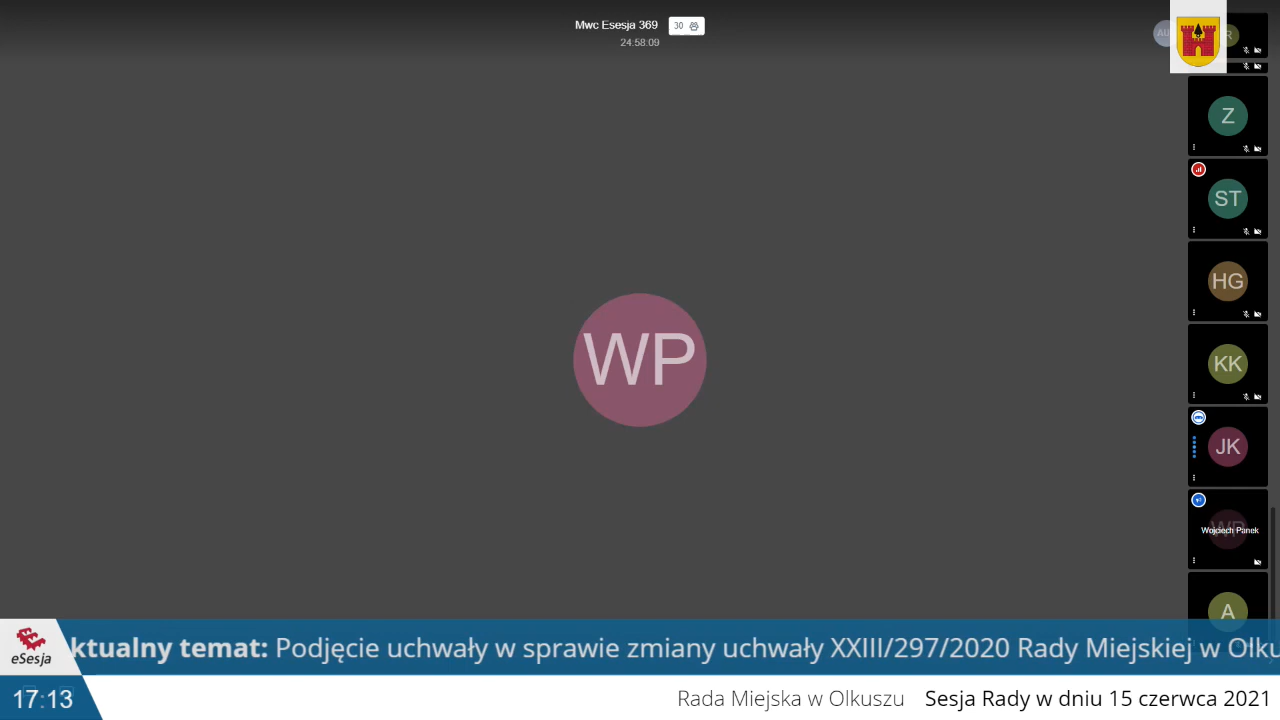 Mwc Esesja 369
30
24:58:09
AU
R
Z
ST
HG
KK
JK
WP
Wojciech Panek
WP
A
ktualny temat: Podjęcie uchwały w sprawie zmiany uchwały XXIII/297/2020 Rady Miejskiej w Olku
eSesja
17:13
Rada Miejska w Olkuszu
Sesja Rady w dniu 15 czerwca 2021